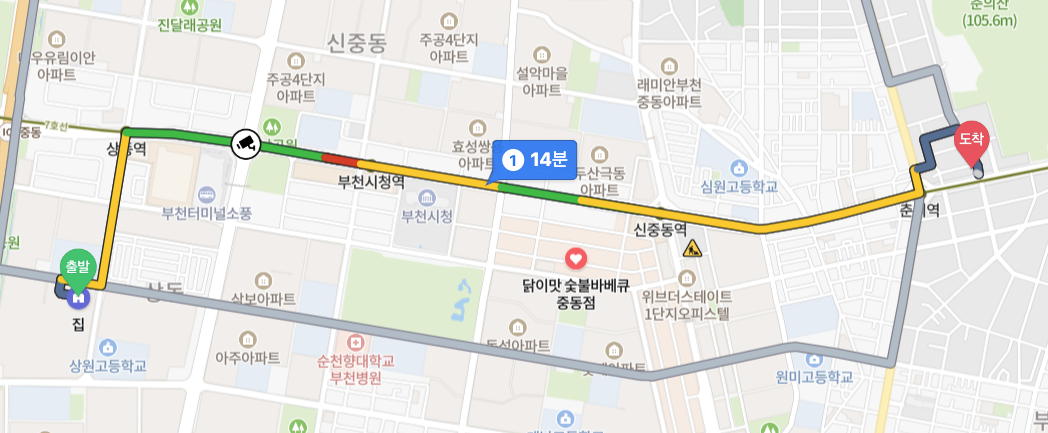 진달래공원
신중동
주공4단지
아파트
준의산
(105.6m)
우유림이안
아파트
주공4단지
아파트
설악마을
아파트
래미안부천
중동아파트
7호선
중동
상동역
부천시청역
1 14분
아파트
두산극동
아파트
심원고등학교
도착
부천터미널소풍
부천시청
신중동역
출발
집
상동
삼보아파트
닭이맛 숯불바베큐
중동점
위브더스테이트
1단지오피스텔
상원고등학교
아주아파트
순천향대학교
부천병원
원미고등학교